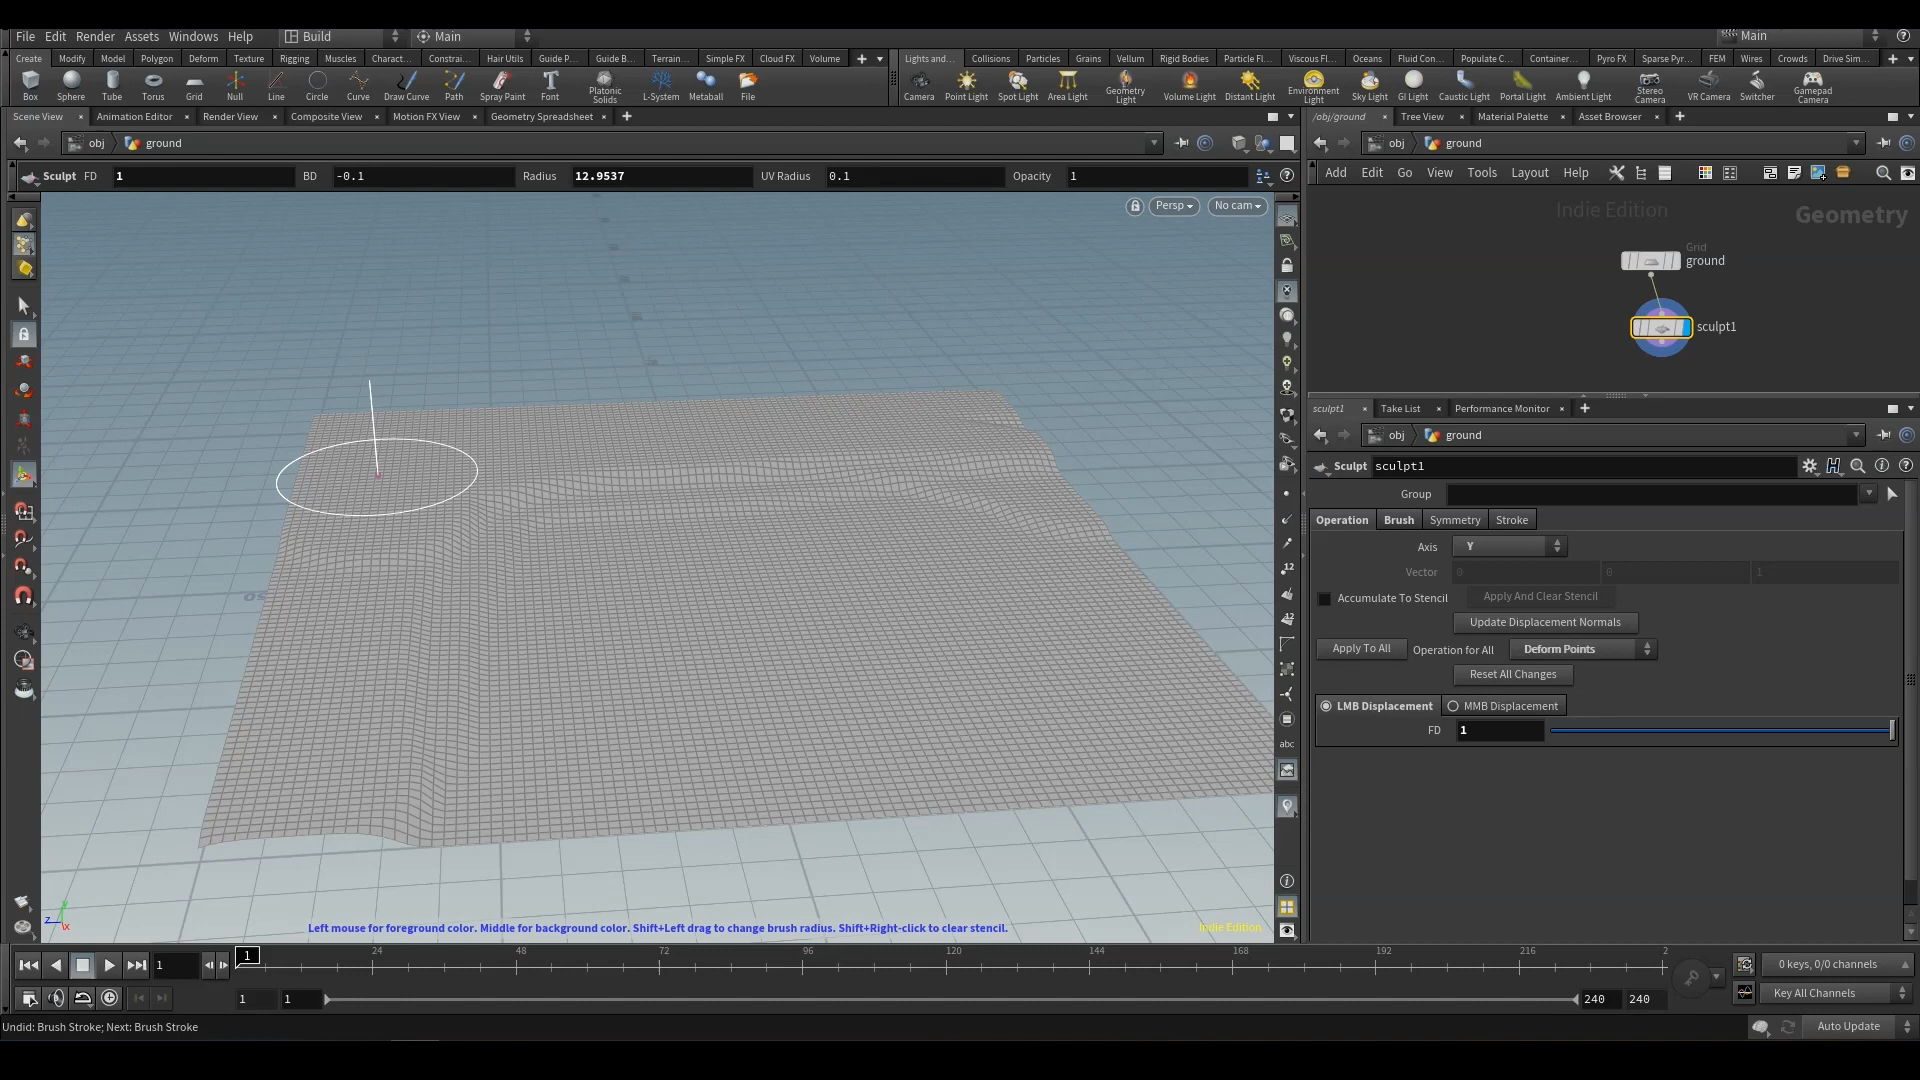 File Edit Render Assets Windows Help Build Main Main
Create Modify Model Polygon Deform Texture Rigging Muscles Charact... Constrai... Hair Utils Guide P... Guide B... Terrain... Simple FX Cloud FX Volume
Lights and... Collisions Particles Grains Vellum Rigid Bodies Particle Fl... Viscous Fl... Oceans Fluid Con... Populate C... Container... Pyro FX Sparse Pyr... FEM Wires Crowds Drive Sim...
Box Sphere Tube Torus Grid Null Line Circle Curve Draw Curve Path Spray Paint Font Platonic Solids L-System Metaball File
Camera Point Light Spot Light Area Light Geometry Light Volume Light Distant Light Environment Light Sky Light GI Light Caustic Light Portal Light Ambient Light Stereo Camera VR Camera Switcher Gamepad Camera
Scene View Animation Editor Render View Composite View Motion FX View Geometry Spreadsheet
/obj/ground Tree View Material Palette Asset Browser
obj ground
obj ground
Sculpt FD 1 BD -0.1 Radius 12.9537 UV Radius 0.1 Opacity 1
Add Edit Go View Tools Layout Help
Persp No cam
Indie Edition
Geometry
Grid
ground
sculpt1
sculpt1 Take List Performance Monitor
obj ground
Sculpt sculpt1
Group
Operation Brush Symmetry Stroke
Axis Y
Vector 0 0 1
Accumulate To Stencil Apply And Clear Stencil
Update Displacement Normals
Apply To All Operation for All Deform Points
Reset All Changes
LMB Displacement MMB Displacement
FD 1
12
12
abc
z y x
Left mouse for foreground color. Middle for background color. Shift+Left drag to change brush radius. Shift+Right-click to clear stencil.
Indie Edition
1 1 24 48 72 96 120 144 168 192 216 2
0 keys, 0/0 channels
1 1 240 240
Key All Channels
Undid: Brush Stroke; Next: Brush Stroke
Auto Update